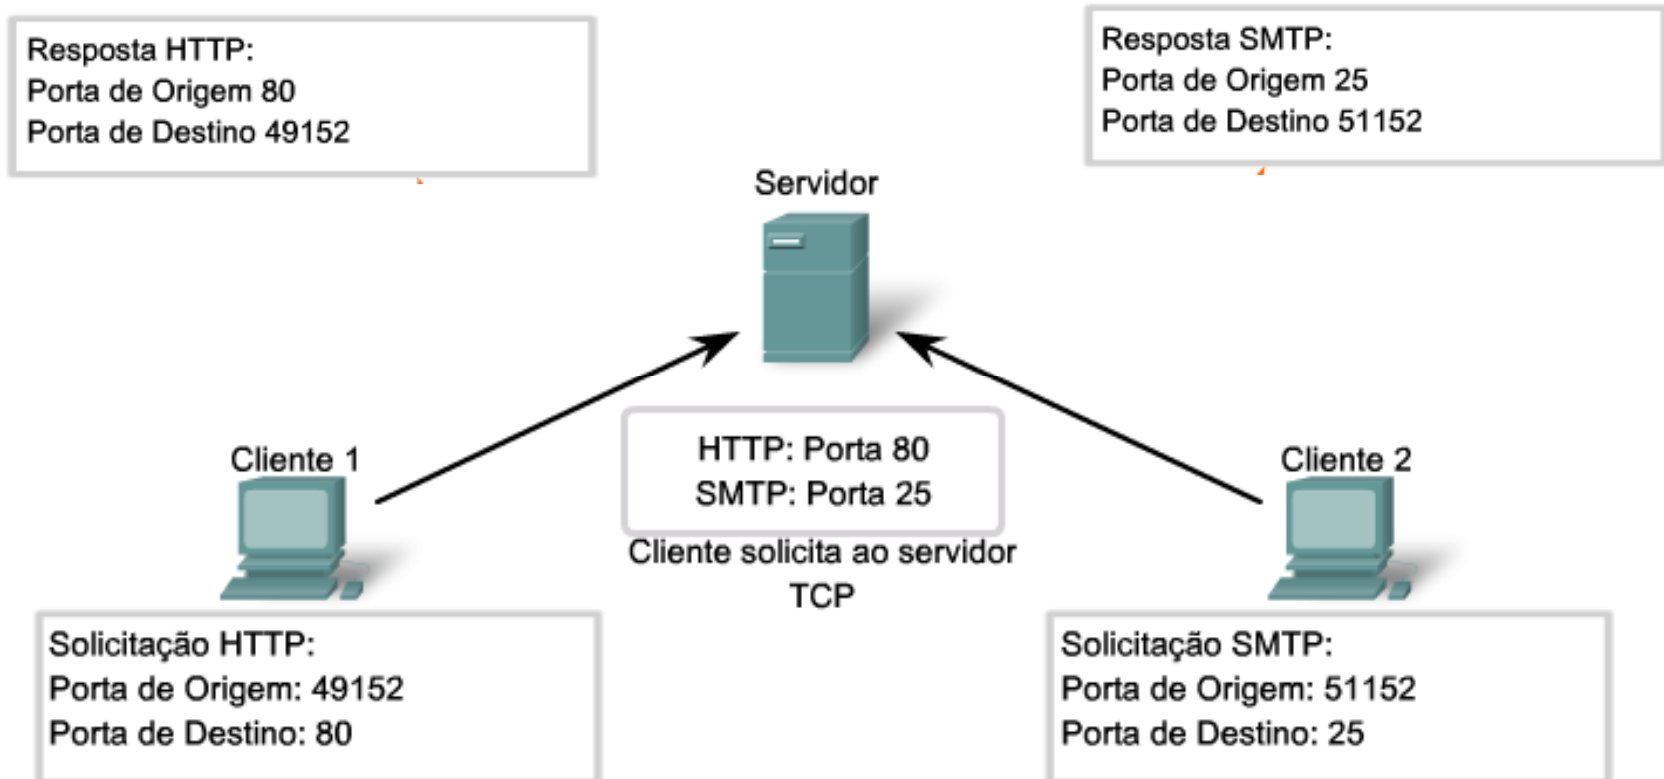 Resposta HTTP:
Porta de Origem 80
Porta de Destino 49152
Resposta SMTP:
Porta de Origem 25
Porta de Destino 51152
Servidor
Cliente 1
HTTP: Porta 80
SMTP: Porta 25
Cliente solicita ao servidor
TCP
Cliente 2
Solicitação HTTP:
Porta de Origem: 49152
Porta de Destino: 80
Solicitação SMTP:
Porta de Origem: 51152
Porta de Destino: 25